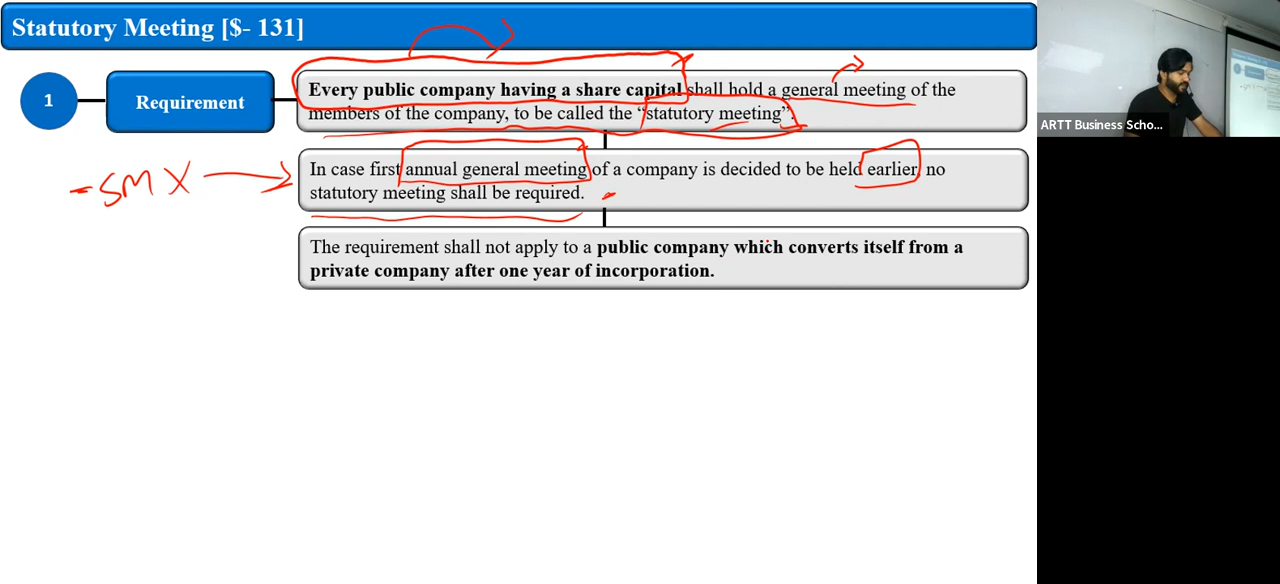 Statutory Meeting [$- 131]
1
Requirement
Every public company having a share capital shall hold a general meeting of the
members of the company, to be called the “statutory meeting”.
- SM X
In case first annual general meeting of a company is decided to be held earlier, no
statutory meeting shall be required.
The requirement shall not apply to a public company which converts itself from a
private company after one year of incorporation.
ARTT Business Scho...